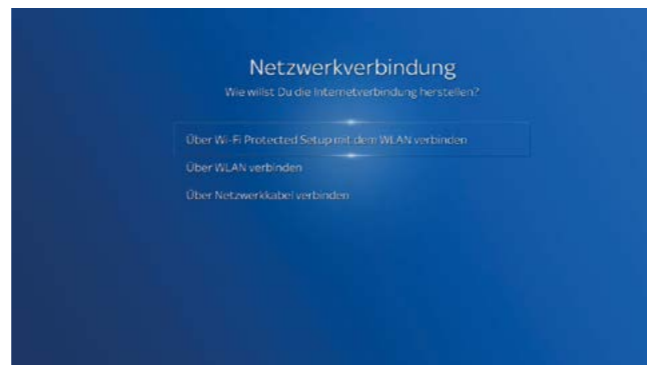 Netzwerkverbindung
Wie willst Du die Internetverbindung herstellen?
Über Wi-Fi Protected Setup mit dem WLAN verbinden
Über WLAN verbinden
Über Netzwerkkabel verbinden